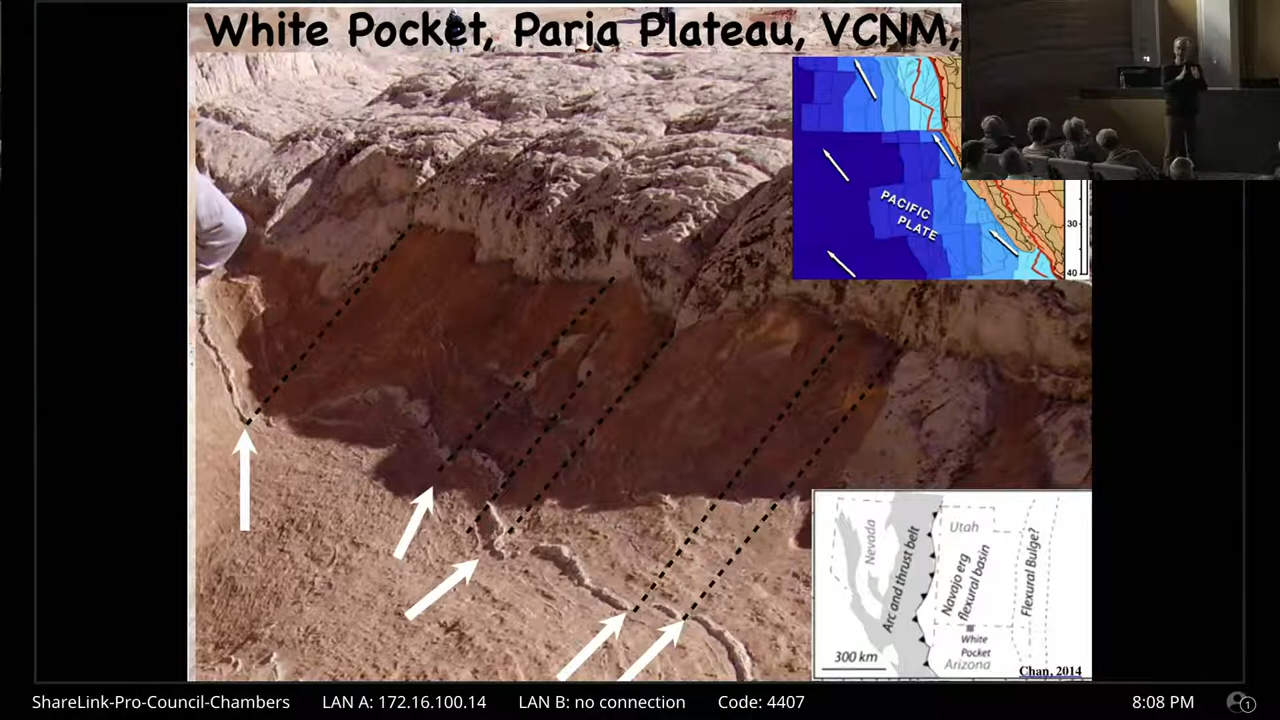 White Pocket, Paria Plateau, VCNM,
PACIFIC
PLATE
30
40
Nevada
Arc and thrust belt
Utah
Navajo erg
flexural basin
Flexural Bulge?
White
Pocket
Arizona
300 km
Chan, 2014
ShareLink-Pro-Council-Chambers LAN A: 172.16.100.14 LAN B: no connection Code: 4407 8:08 PM 1